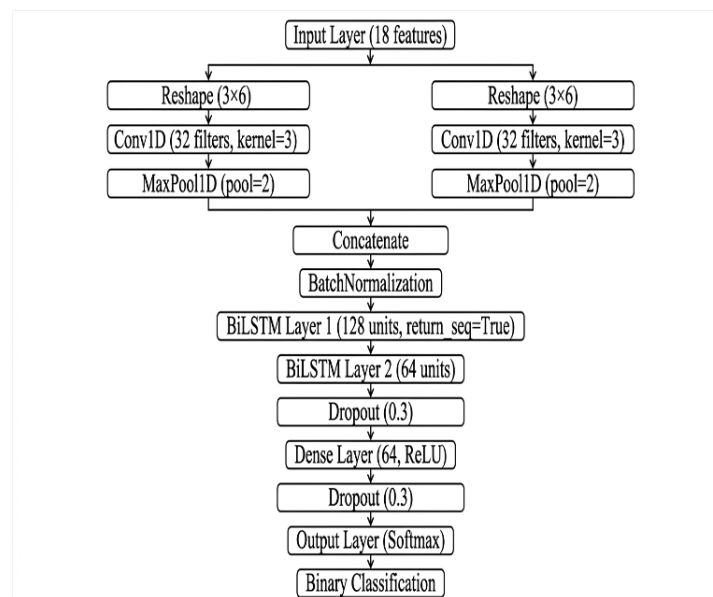 Input Layer (18 features)
Reshape (3×6)
Reshape (3×6)
Conv1D (32 filters, kernel=3)
Conv1D (32 filters, kernel=3)
MaxPool1D (pool=2)
MaxPool1D (pool=2)
Concatenate
BatchNormalization
BiLSTM Layer 1 (128 units, return_seq=True)
BiLSTM Layer 2 (64 units)
Dropout (0.3)
Dense Layer (64, ReLU)
Dropout (0.3)
Output Layer (Softmax)
Binary Classification